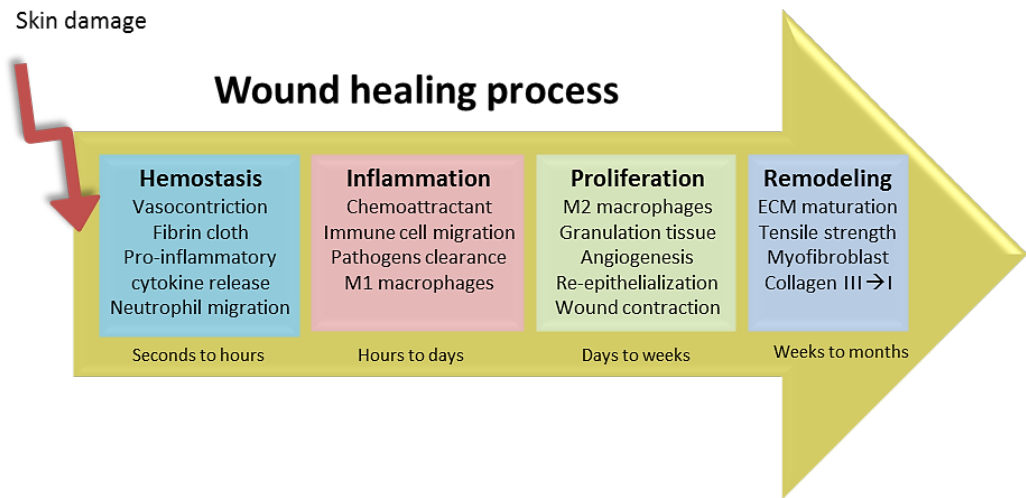 Skin damage
Wound healing process
Hemostasis
Vasocontriction
Fibrin cloth
Pro-inflammatory
cytokine release
Neutrophil migration
Seconds to hours
Inflammation
Chemoattractant
Immune cell migration
Pathogens clearance
M1 macrophages
Hours to days
Proliferation
M2 macrophages
Granulation tissue
Angiogenesis
Re-epithelialization
Wound contraction
Days to weeks
Remodeling
ECM maturation
Tensile strength
Myofibroblast
Collagen III→I
Weeks to months